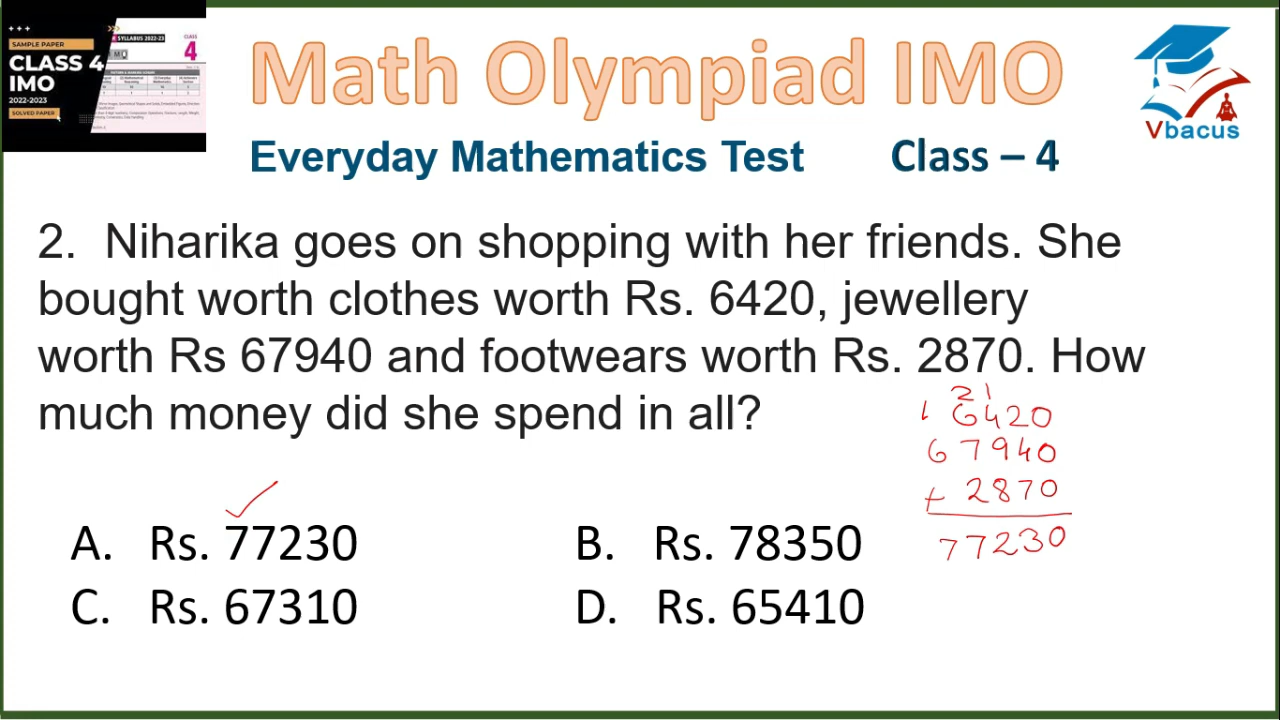 SAMPLE PAPER
CLASS 4
IMO
2022-2023
SOLVED PAPER
SYLLABUS 2022-23
CLASS
4
Math Olympiad IMO
Vbacus
Everyday Mathematics Test Class – 4
2. Niharika goes on shopping with her friends. She
bought worth clothes worth Rs. 6420, jewellery
worth Rs 67940 and footwears worth Rs. 2870. How
much money did she spend in all?
2 1
1 6420
67940
+ 2870
77230
A. Rs. 77230 B. Rs. 78350
C. Rs. 67310 D. Rs. 65410